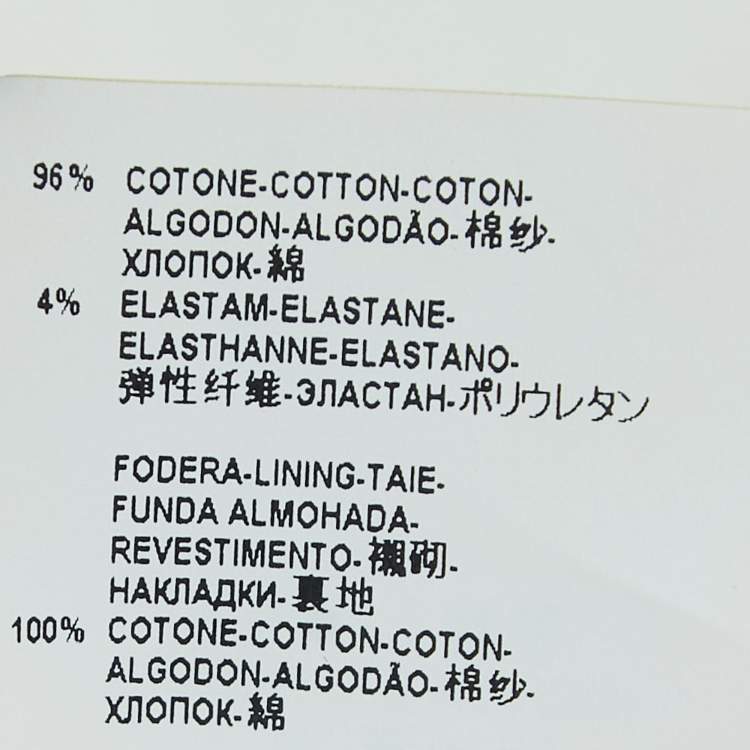 96% COTONE-COTTON-COTON-
ALGODON-ALGODÃO-棉纱-
ХЛОПОК-綿
4% ELASTAM-ELASTANE-
ELASTHANNE-ELASTANO-
弹性纤维-ЭЛАСТАН-ポリウレタン
FODERA-LINING-TAIE-
FUNDA ALMOHADA-
REVESTIMENTO-襯砌-
НАКЛАДКИ-裏地
100% COTONE-COTTON-COTON-
ALGODON-ALGODÃO-棉纱-
ХЛОПОК-綿